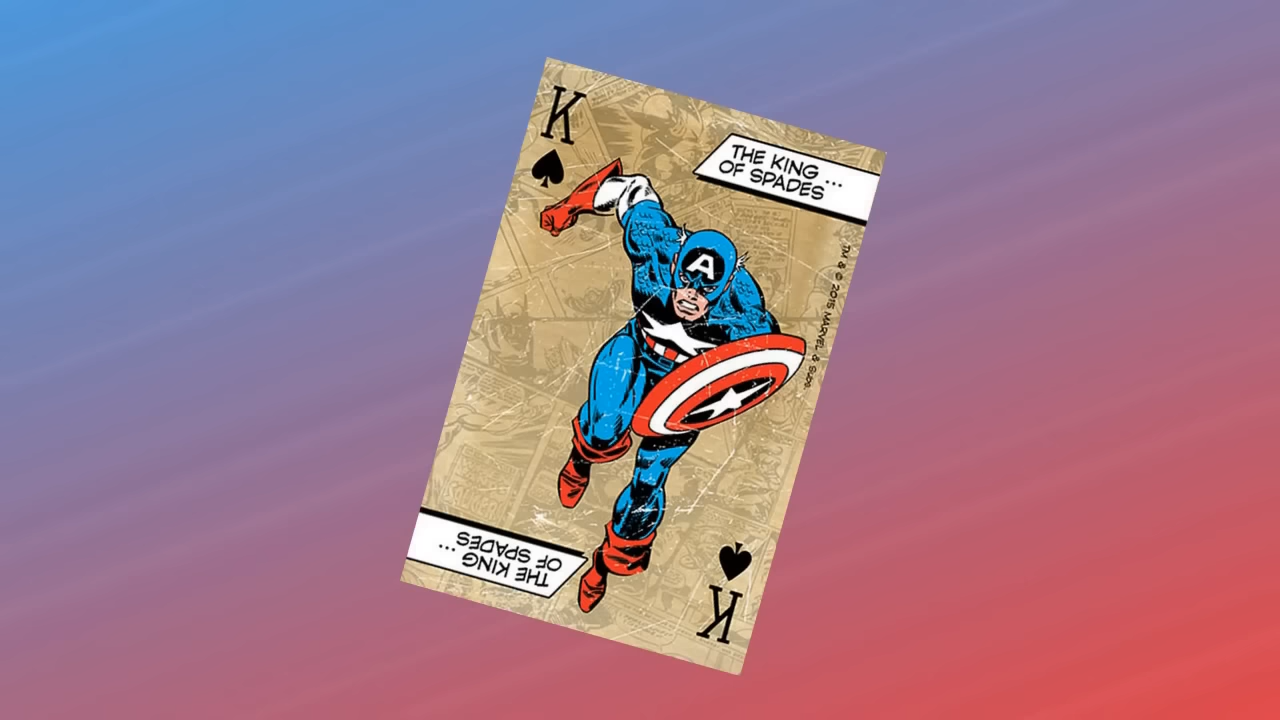 K
THE KING ...
OF SPADES
A
TM & © 2015 MARVEL & Subs.
THE KING
OF SPADES ...
K